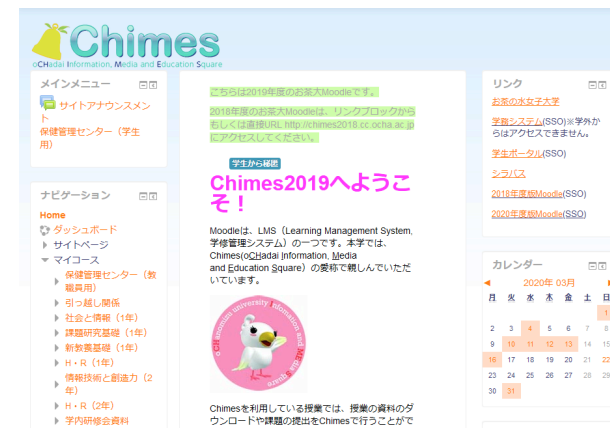 Chimes
oCHadai Information, Media and Education Square
メインメニュー
サイトアナウンスメン
ト
保健管理センター（学生
用）
ナビゲーション
Home
ダッシュボード
サイトページ
マイコース
保健管理センター（教
職員用）
引っ越し関係
社会と情報（1年）
課題研究基礎（1年）
新教養基礎（1年）
H・R（1年）
情報技術と創造力（2
年）
H・R（2年）
学内研修会資料
こちらは2019年度のお茶大Moodleです。
2018年度のお茶大Moodleは、リンクブロックから
もしくは直接URL http://chimes2018.cc.ocha.ac.jp
にアクセスしてください。
学生から秘匿
Chimes2019へようこ
そ！
Moodleは、LMS（Learning Management System,
学修管理システム）の一つです。本学では、
Chimes(oCHadai Information, Media
and Education Square）の愛称で親しんでいただ
いています。
Chimesを利用している授業では、授業の資料のダ
ウンロードや課題の提出をChimesで行うことがで
リンク
お茶の水女子大学
学務システム(SSO)※学外か
らはアクセスできません。
学生ポータル(SSO)
シラバス
2018年度版Moodle(SSO)
2020年度版Moodle(SSO)
カレンダー
2020年 03月
月 火 水 木 金 土 日
1
2 3 4 5 6 7 8
9 10 11 12 13 14 15
16 17 18 19 20 21 22
23 24 25 26 27 28 29
30 31